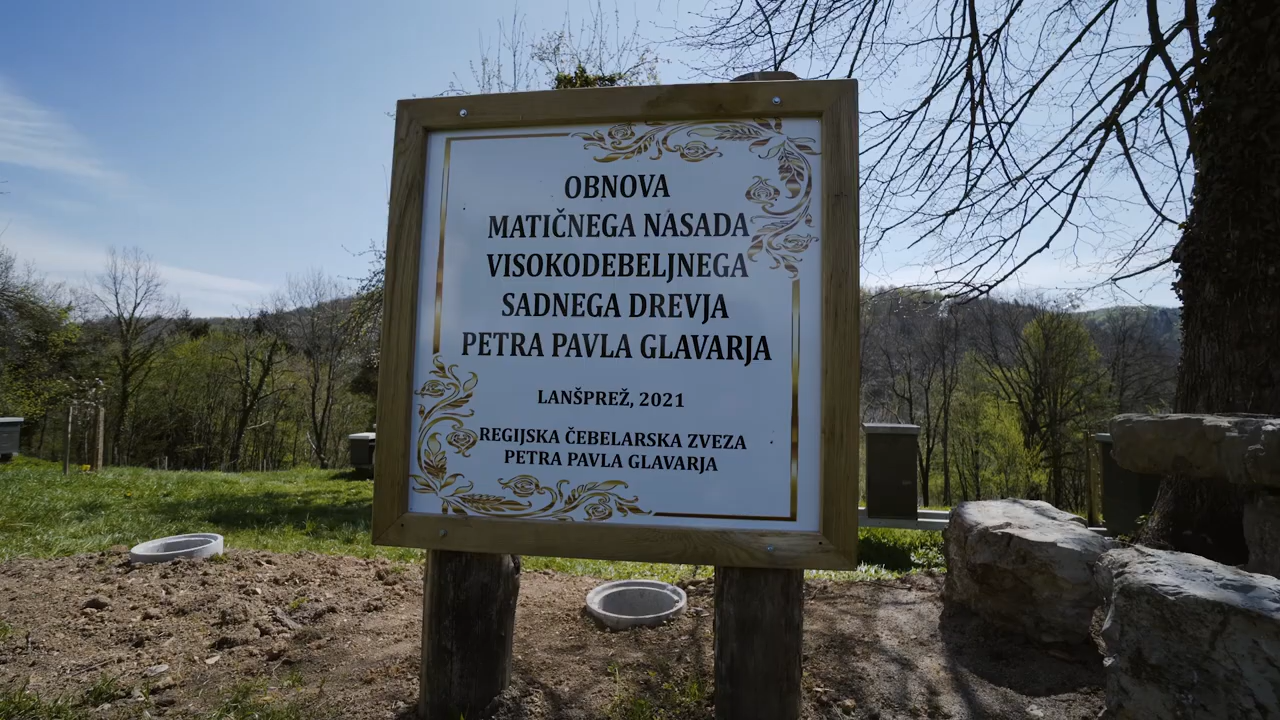 OBNOVA
MATIČNEGA NASADA
VISOKODEBELJNEGA
SADNEGA DREVJA
PETRA PAVLA GLAVARJA
LANŠPREŽ, 2021
REGIJSKA ČEBELARSKA ZVEZA
PETRA PAVLA GLAVARJA